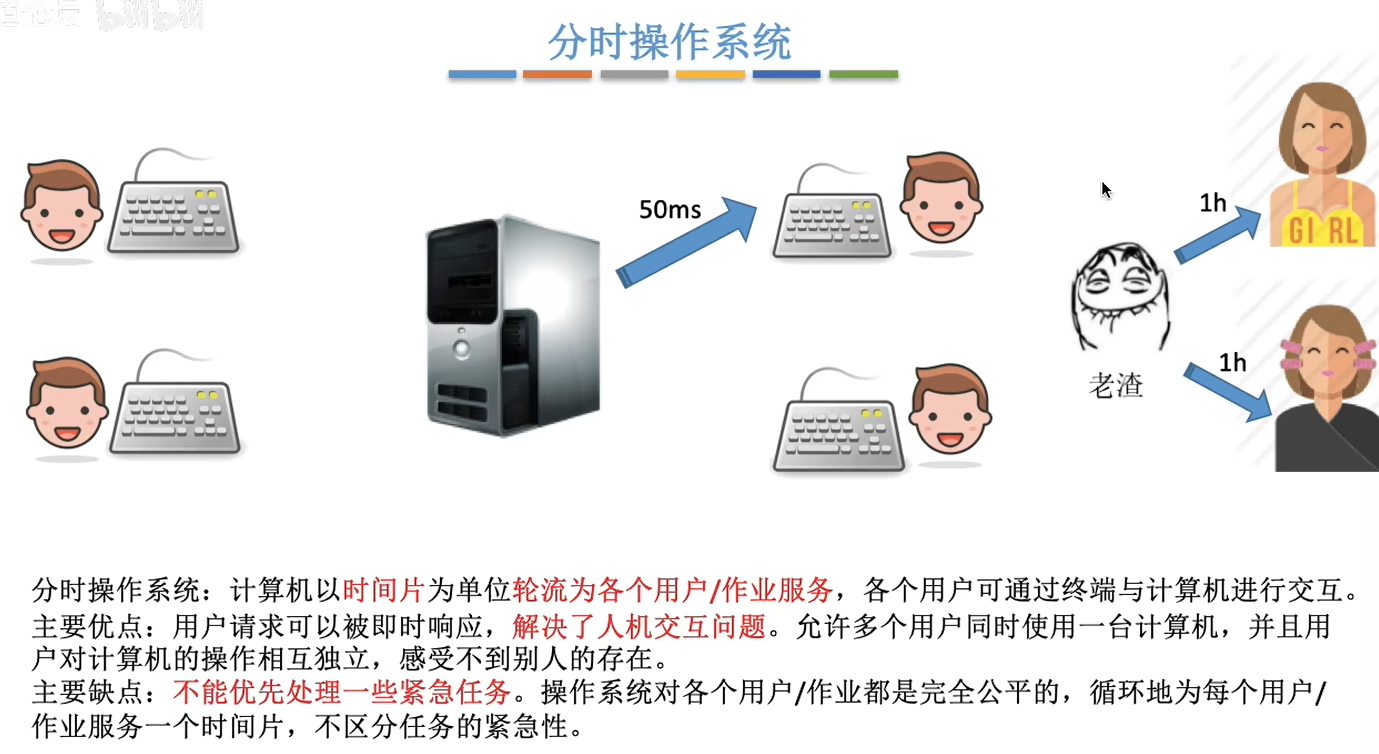 分时操作系统
50ms
1h
GIRL
老渣
1h
分时操作系统：计算机以时间片为单位轮流为各个用户/作业服务，各个用户可通过终端与计算机进行交互。
主要优点：用户请求可以被即时响应，解决了人机交互问题。允许多个用户同时使用一台计算机，并且用
户对计算机的操作相互独立，感受不到别人的存在。
主要缺点：不能优先处理一些紧急任务。操作系统对各个用户/作业都是完全公平的，循环地为每个用户/
作业服务一个时间片，不区分任务的紧急性。